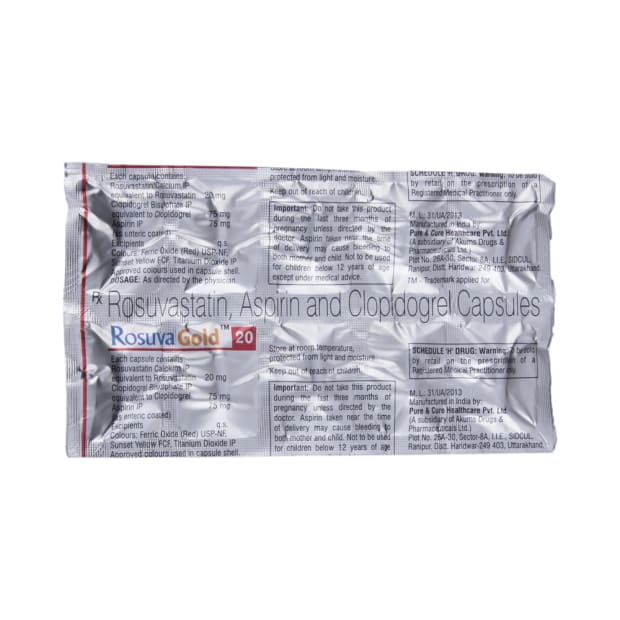 Each capsule contains:
Rosuvastatin Calcium IP
equivalent to Rosuvastatin 20 mg
Clopidogrel Bisulphate IP
equivalent to Clopidogrel 75 mg
Aspirin IP 75 mg
(as enteric coated)
Excipients q.s.
Colours: Ferric Oxide (Red) USP-NE,
Sunset Yellow FCF, Titanium Dioxide IP
Approved colours used in capsule shell.
DOSAGE: As directed by the physician.
protected from light and moisture.
Keep out of reach of children.
Important: Do not take this product
during the last three months of
pregnancy unless directed by the
doctor. Aspirin taken near the time
of delivery may cause bleeding to
both mother and child. Not to be used
for children below 12 years of age
except under medical advice.
SCHEDULE 'H' DRUG: Warning: To be sold
by retail on the prescription of a
Registered Medical Practitioner only.
M.L: 31/UA/2013
Manufactured in India by:
Pure & Cure Healthcare Pvt. Ltd.
(A subsidiary of Akums Drugs &
Pharmaceuticals Ltd.)
Plot No. 26A-30, Sector-8A, I.I.E., SIDCUL,
Ranipur, Distt. Haridwar-249 403, Uttarakhand.
TM - Trademark applied for
Rx Rosuvastatin, Aspirin and Clopidogrel Capsules
Rosuva Gold™ 20
Each capsule contains:
Rosuvastatin Calcium IP
equivalent to Rosuvastatin 20 mg
Clopidogrel Bisulphate IP
equivalent to Clopidogrel 75 mg
Aspirin IP 75 mg
(as enteric coated)
Excipients q.s.
Colours: Ferric Oxide (Red) USP-NE,
Sunset Yellow FCF, Titanium Dioxide IP
Approved colours used in capsule shell.
Store at room temperature,
protected from light and moisture.
Keep out of reach of children.
Important: Do not take this product
during the last three months of
pregnancy unless directed by the
doctor. Aspirin taken near the time
of delivery may cause bleeding to
both mother and child. Not to be used
for children below 12 years of age
SCHEDULE 'H' DRUG: Warning: To be sold
by retail on the prescription of a
Registered Medical Practitioner only.
M.L: 31/UA/2013
Manufactured in India by:
Pure & Cure Healthcare Pvt. Ltd.
(A subsidiary of Akums Drugs &
Pharmaceuticals Ltd.)
Plot No. 26A-30, Sector-8A, I.I.E., SIDCUL,
Ranipur, Distt. Haridwar-249 403, Uttarakhand.